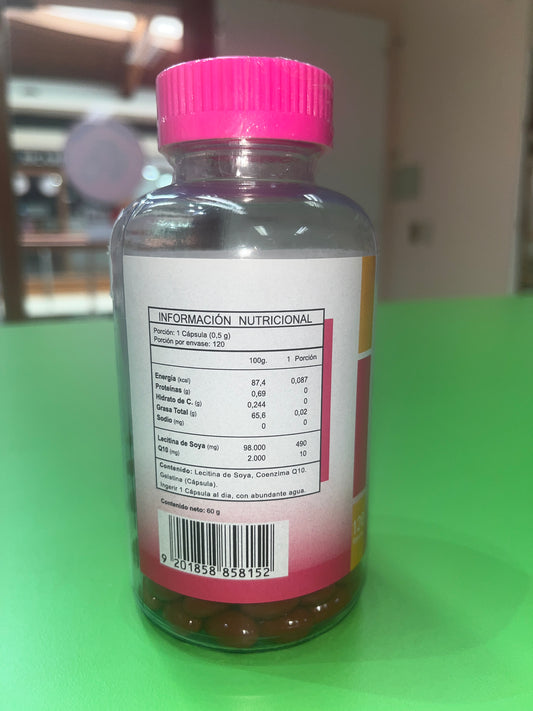 INFORMACIÓN NUTRICIONAL
Porción: 1 Cápsula (0,5 g)
Porción por envase: 120
100g. 1 Porción
Energía (kcal) 87,4 0,087
Proteínas (g) 0,69 0
Hidrato de C. (g) 0,244 0
Grasa Total (g) 65,6 0,02
Sodio (mg) 0 0
Lecitina de Soya (mg) 98.000 490
Q10 (mg) 2.000 10
Contenido: Lecitina de Soya, Coenzima Q10.
Gelatina (Cápsula).
Ingerir 1 Cápsula al día, con abundante agua.
Contenido neto: 60 g
9 201858 858152